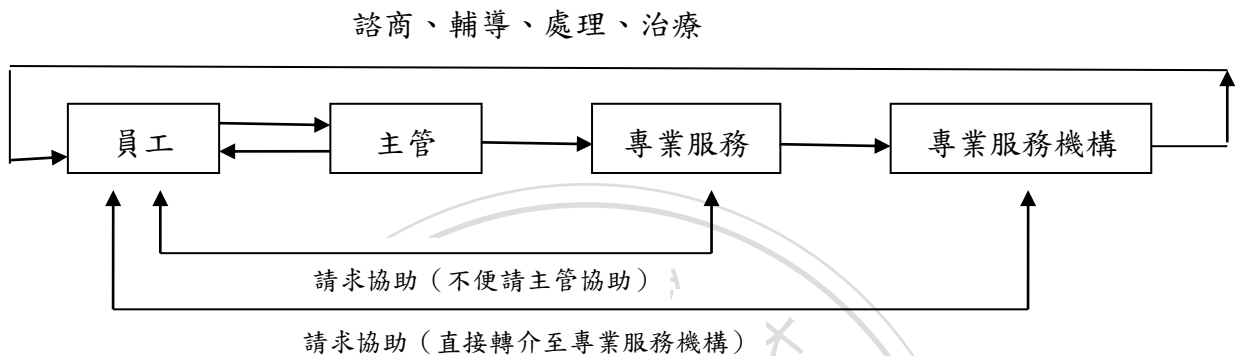 諮商、輔導、處理、治療
員工
主管
專業服務
專業服務機構
請求協助（不便請主管協助）
請求協助（直接轉介至專業服務機構）